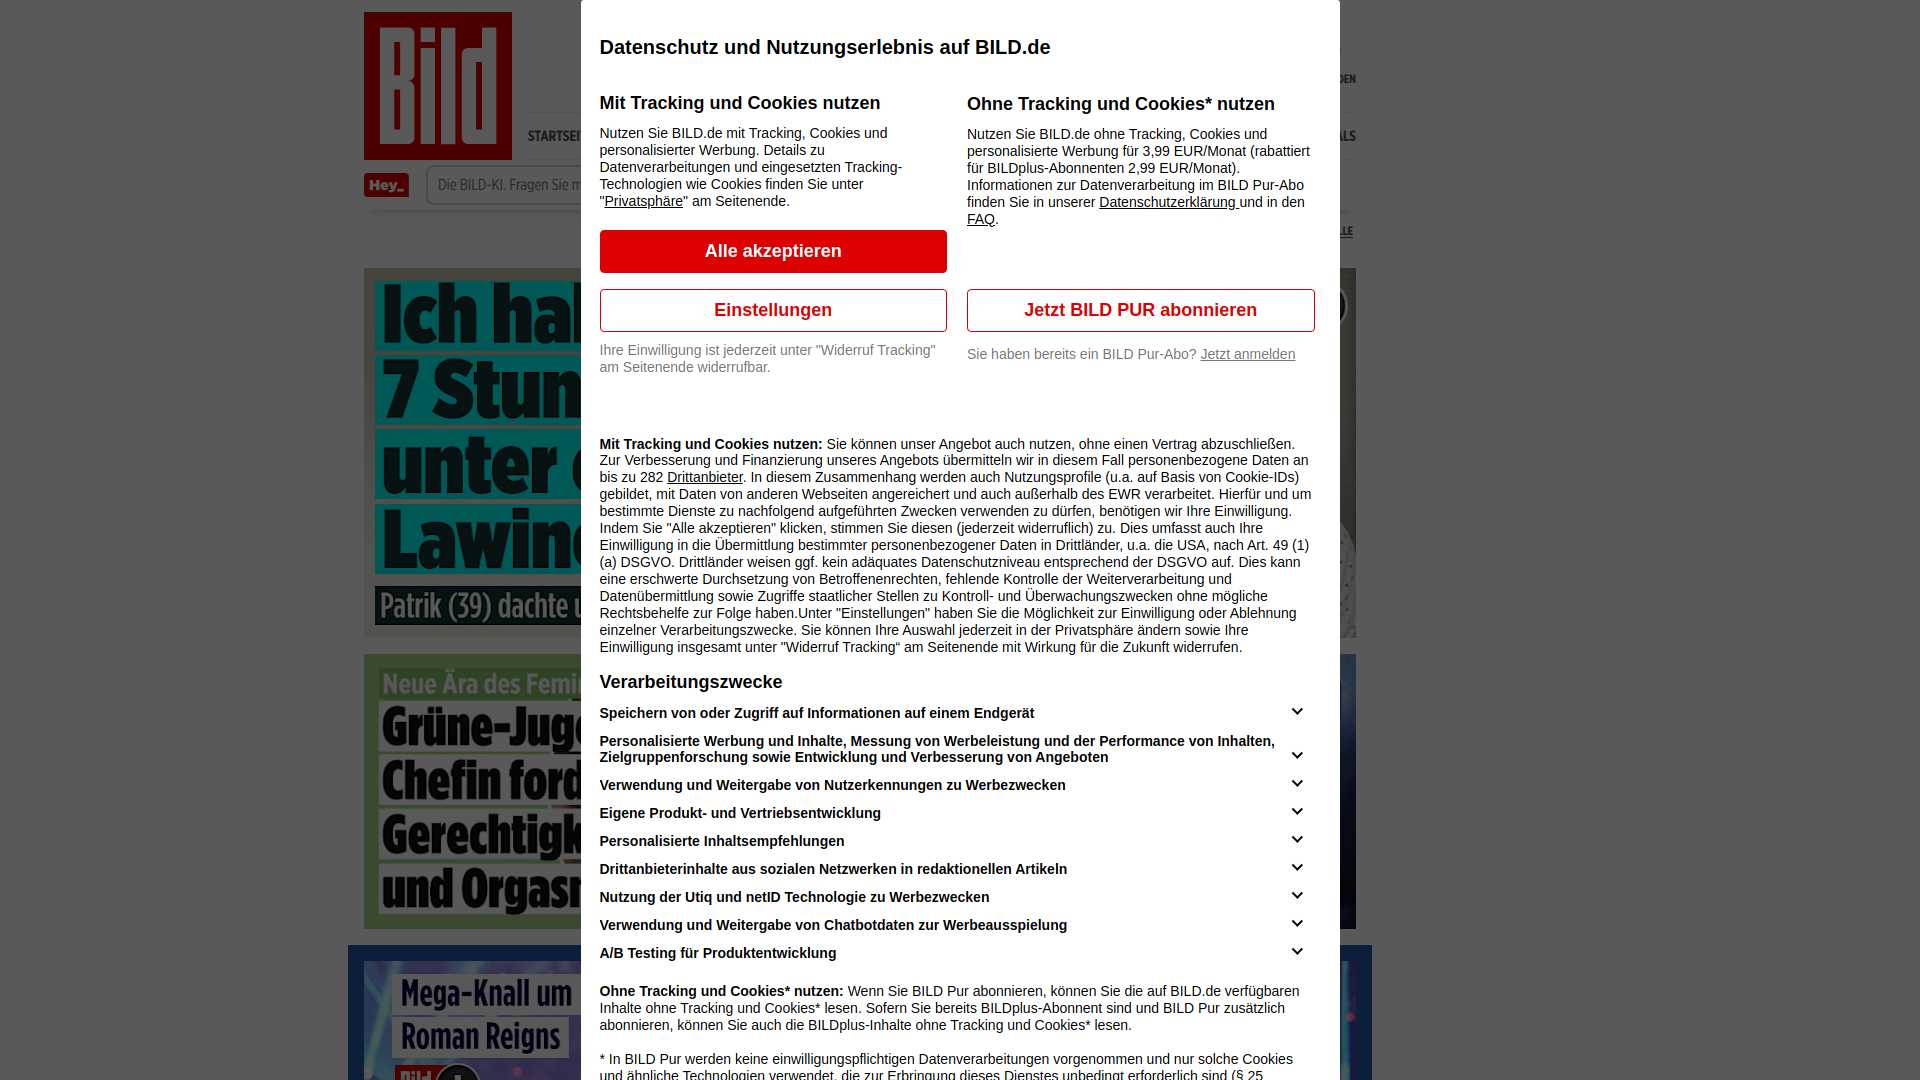 Datenschutz und Nutzungserlebnis auf BILD.de
Mit Tracking und Cookies nutzen
Nutzen Sie BILD.de mit Tracking, Cookies und
personalisierter Werbung. Details zu
Datenverarbeitungen und eingesetzten Tracking-
Technologien wie Cookies finden Sie unter
"Privatsphäre" am Seitenende.
Alle akzeptieren
Einstellungen
Ihre Einwilligung ist jederzeit unter "Widerruf Tracking"
am Seitenende widerrufbar.
Ohne Tracking und Cookies* nutzen
Nutzen Sie BILD.de ohne Tracking, Cookies und
personalisierte Werbung für 3,99 EUR/Monat (rabattiert
für BILDplus-Abonnenten 2,99 EUR/Monat).
Informationen zur Datenverarbeitung im BILD Pur-Abo
finden Sie in unserer Datenschutzerklärung und in den
FAQ.
Jetzt BILD PUR abonnieren
Sie haben bereits ein BILD Pur-Abo? Jetzt anmelden
Mit Tracking und Cookies nutzen: Sie können unser Angebot auch nutzen, ohne einen Vertrag abzuschließen.
Zur Verbesserung und Finanzierung unseres Angebots übermitteln wir in diesem Fall personenbezogene Daten an
bis zu 282 Drittanbieter. In diesem Zusammenhang werden auch Nutzungsprofile (u.a. auf Basis von Cookie-IDs)
gebildet, mit Daten von anderen Webseiten angereichert und auch außerhalb des EWR verarbeitet. Hierfür und um
bestimmte Dienste zu nachfolgend aufgeführten Zwecken verwenden zu dürfen, benötigen wir Ihre Einwilligung.
Indem Sie "Alle akzeptieren" klicken, stimmen Sie diesen (jederzeit widerruflich) zu. Dies umfasst auch Ihre
Einwilligung in die Übermittlung bestimmter personenbezogener Daten in Drittländer, u.a. die USA, nach Art. 49 (1)
(a) DSGVO. Drittländer weisen ggf. kein adäquates Datenschutzniveau entsprechend der DSGVO auf. Dies kann
eine erschwerte Durchsetzung von Betroffenenrechten, fehlende Kontrolle der Weiterverarbeitung und
Datenübermittlung sowie Zugriffe staatlicher Stellen zu Kontroll- und Überwachungszwecken ohne mögliche
Rechtsbehelfe zur Folge haben.Unter "Einstellungen" haben Sie die Möglichkeit zur Einwilligung oder Ablehnung
einzelner Verarbeitungszwecke. Sie können Ihre Auswahl jederzeit in der Privatsphäre ändern sowie Ihre
Einwilligung insgesamt unter "Widerruf Tracking“ am Seitenende mit Wirkung für die Zukunft widerrufen.
Verarbeitungszwecke
Speichern von oder Zugriff auf Informationen auf einem Endgerät
Personalisierte Werbung und Inhalte, Messung von Werbeleistung und der Performance von Inhalten,
Zielgruppenforschung sowie Entwicklung und Verbesserung von Angeboten
Verwendung und Weitergabe von Nutzerkennungen zu Werbezwecken
Eigene Produkt- und Vertriebsentwicklung
Personalisierte Inhaltsempfehlungen
Drittanbieterinhalte aus sozialen Netzwerken in redaktionellen Artikeln
Nutzung der Utiq und netID Technologie zu Werbezwecken
Verwendung und Weitergabe von Chatbotdaten zur Werbeausspielung
A/B Testing für Produktentwicklung
Ohne Tracking und Cookies* nutzen: Wenn Sie BILD Pur abonnieren, können Sie die auf BILD.de verfügbaren
Inhalte ohne Tracking und Cookies* lesen. Sofern Sie bereits BILDplus-Abonnent sind und BILD Pur zusätzlich
abonnieren, können Sie auch die BILDplus-Inhalte ohne Tracking und Cookies* lesen.
* In BILD Pur werden keine einwilligungspflichtigen Datenverarbeitungen vorgenommen und nur solche Cookies
und ähnliche Technologien verwendet, die zur Erbringung dieses Dienstes unbedingt erforderlich sind (§ 25
Bild
STARTSEI
Hey_
Die BILD-KI. Fragen Sie m
Ich ha
7 Stun
unter
Lawin
Patrik (39) dachte
Neue Ära des Femi
Grüne-Jug
Chefin ford
Gerechtigk
und Orgas
Mega-Knall um
Roman Reigns
Bild
DEN
ALS
LLE